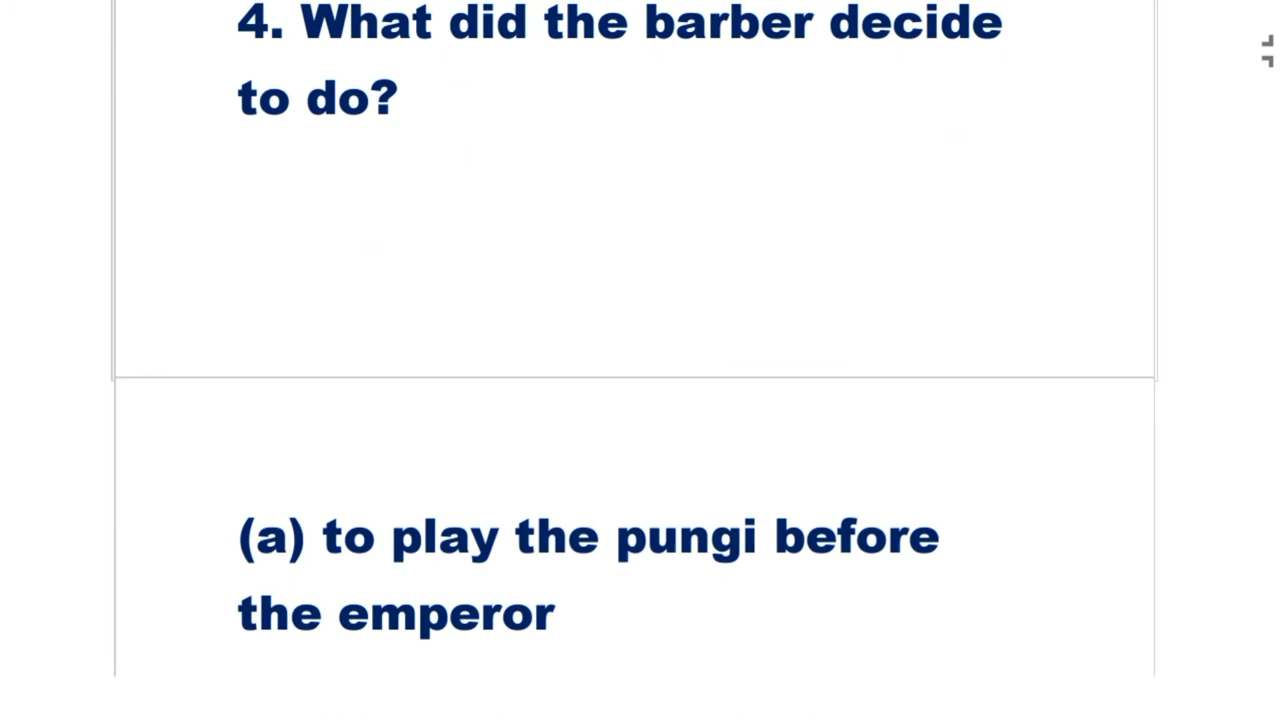 4. What did the barber decide
to do?
(a) to play the pungi before
the emperor